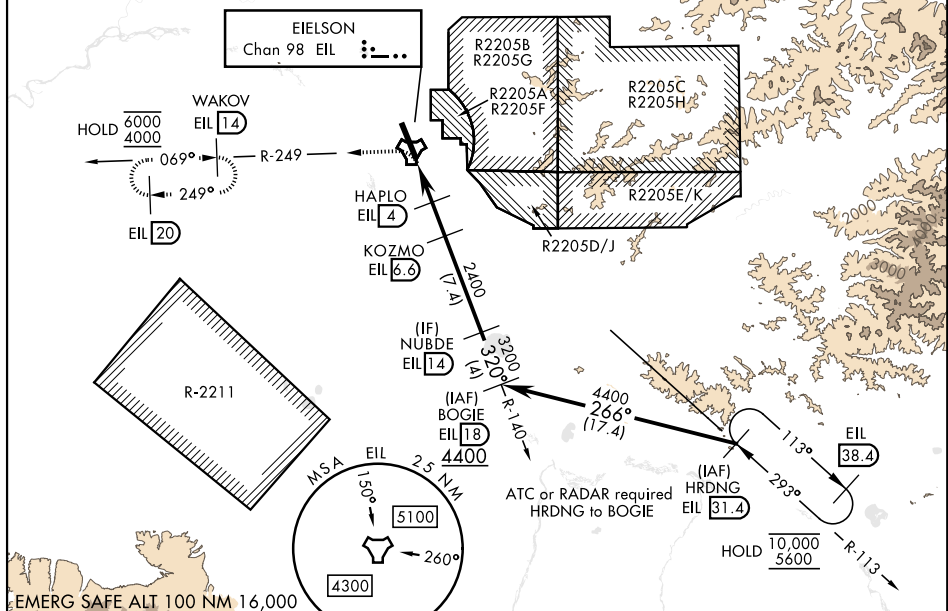 EIELSON
Chan 98 EIL
R2205B
R2205G
R2205A
R2205F
R2205C
R2205H
R2205E/K
R2205D/J
WAKOV
EIL 14
HOLD 6000
4000
069°
R-249
249°
EIL 20
HAPLO
EIL 4
KOZMO
EIL 6.6
2400
(7.4)
2000
3000
4000
(IF)
NUBDE
EIL 14
3200
320°
(4)
R-140
(IAF)
BOGIE
EIL 18
4400
4400
266°
(17.4)
R-2211
113°
293°
EIL
38.4
(IAF)
HRDNG
EIL 31.4
ATC or RADAR required
HRDNG to BOGIE
HOLD 10,000
5600
R-113
MSA EIL 25 NM
150°
5100
260°
4300
EMERG SAFE ALT 100 NM 16,000